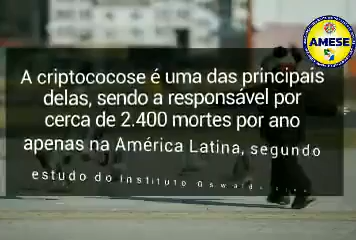 AMESE
A criptococose é uma das principais
delas, sendo a responsável por
cerca de 2.400 mortes por ano
apenas na América Latina, segundo
estudo do Instituto